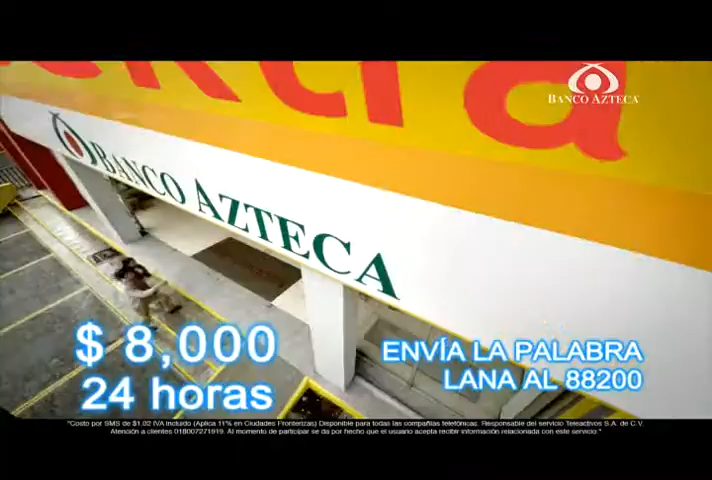 ektra
BANCO AZTECA
BANCO AZTECA
$ 8,000
24 horas
ENVÍA LA PALABRA
LANA AL 88200
*Costo por SMS de $1.02 IVA Incluido (Aplica 11% en Ciudades Fronterizas) Disponible para todas las compañías telefónicas. Responsable del servicio Teleactivos S.A. de C.V.
Atención a clientes 018007271919. Al momento de participar se da por hecho que el usuario acepta recibir información relacionada con este servicio.*